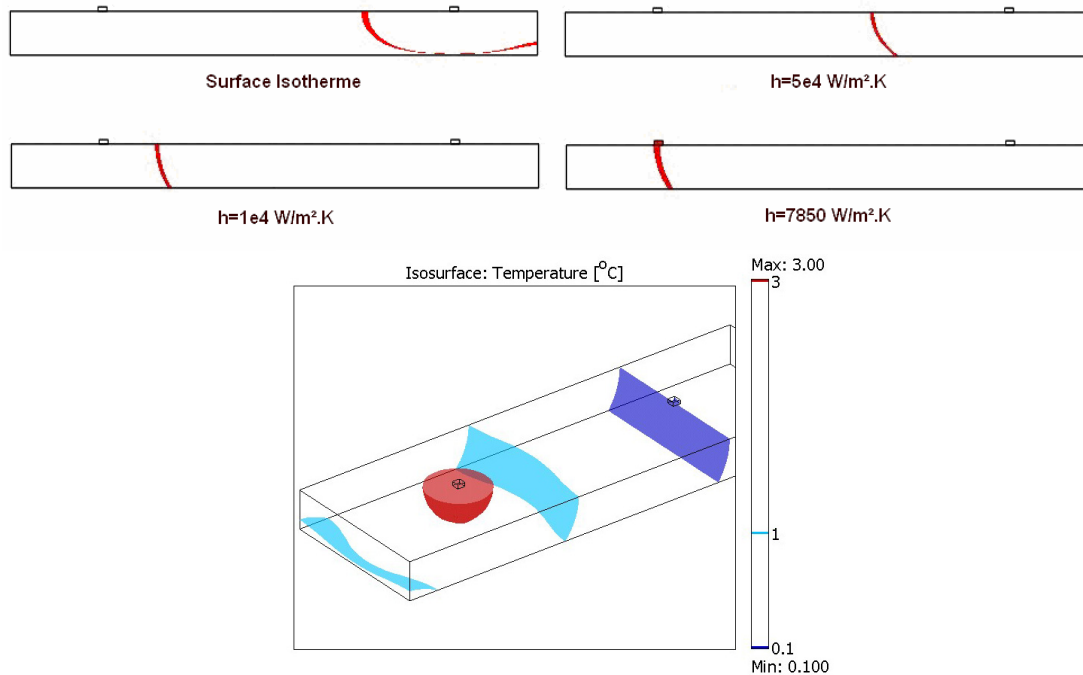 Surface Isotherme
h=5e4 W/m².K
h=1e4 W/m².K
h=7850 W/m².K
Isosurface: Temperature [°C]
Max: 3.00
3
1
0.1
Min: 0.100